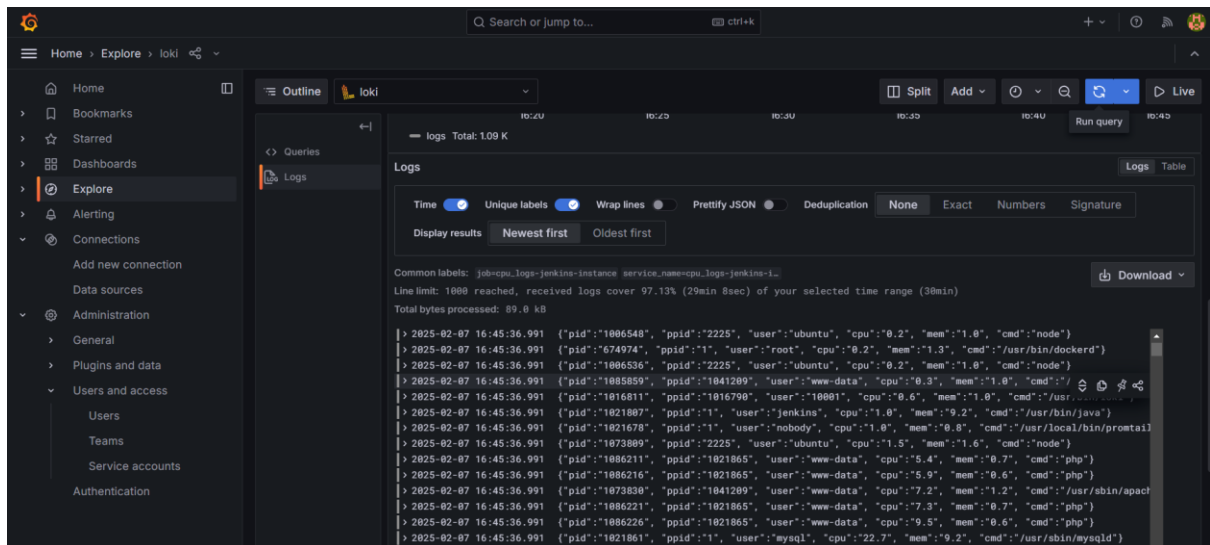 Search or jump to... ctrl+k
Home › Explore › loki
Home
Bookmarks
Starred
Dashboards
Explore
Alerting
Connections
Add new connection
Data sources
Administration
General
Plugins and data
Users and access
Users
Teams
Service accounts
Authentication
Outline loki Split Add Live
Run query
Queries
Logs
16:20 16:25 16:30 16:35 16:40 16:45
logs Total: 1.09 K
Logs Logs Table
Time Unique labels Wrap lines Prettify JSON Deduplication None Exact Numbers Signature
Display results Newest first Oldest first
Common labels: job=cpu_logs-jenkins-instance service_name=cpu_logs-jenkins-i…
Download
Line limit: 1000 reached, received logs cover 97.13% (29min 8sec) of your selected time range (30min)
Total bytes processed: 89.0 kB
› 2025-02-07 16:45:36.991 {"pid":"1006548", "ppid":"2225", "user":"ubuntu", "cpu":"0.2", "mem":"1.0", "cmd":"node"}
› 2025-02-07 16:45:36.991 {"pid":"674974", "ppid":"1", "user":"root", "cpu":"0.2", "mem":"1.3", "cmd":"/usr/bin/dockerd"}
› 2025-02-07 16:45:36.991 {"pid":"1006536", "ppid":"2225", "user":"ubuntu", "cpu":"0.2", "mem":"1.0", "cmd":"node"}
› 2025-02-07 16:45:36.991 {"pid":"1085859", "ppid":"1041209", "user":"www-data", "cpu":"0.3", "mem":"1.0", "cmd":"/
› 2025-02-07 16:45:36.991 {"pid":"1016811", "ppid":"1016790", "user":"10001", "cpu":"0.6", "mem":"1.0", "cmd":"/usr/
› 2025-02-07 16:45:36.991 {"pid":"1021807", "ppid":"1", "user":"jenkins", "cpu":"1.0", "mem":"9.2", "cmd":"/usr/bin/java"}
› 2025-02-07 16:45:36.991 {"pid":"1021678", "ppid":"1", "user":"nobody", "cpu":"1.0", "mem":"0.8", "cmd":"/usr/local/bin/promtail
› 2025-02-07 16:45:36.991 {"pid":"1073809", "ppid":"2225", "user":"ubuntu", "cpu":"1.5", "mem":"1.6", "cmd":"node"}
› 2025-02-07 16:45:36.991 {"pid":"1086211", "ppid":"1021865", "user":"www-data", "cpu":"5.4", "mem":"0.7", "cmd":"php"}
› 2025-02-07 16:45:36.991 {"pid":"1086216", "ppid":"1021865", "user":"www-data", "cpu":"5.9", "mem":"0.6", "cmd":"php"}
› 2025-02-07 16:45:36.991 {"pid":"1073830", "ppid":"1041209", "user":"www-data", "cpu":"7.2", "mem":"1.2", "cmd":"/usr/sbin/apach
› 2025-02-07 16:45:36.991 {"pid":"1086221", "ppid":"1021865", "user":"www-data", "cpu":"7.3", "mem":"0.7", "cmd":"php"}
› 2025-02-07 16:45:36.991 {"pid":"1086226", "ppid":"1021865", "user":"www-data", "cpu":"9.5", "mem":"0.6", "cmd":"php"}
› 2025-02-07 16:45:36.991 {"pid":"1021861", "ppid":"1", "user":"mysql", "cpu":"22.7", "mem":"9.2", "cmd":"/usr/sbin/mysqld"}